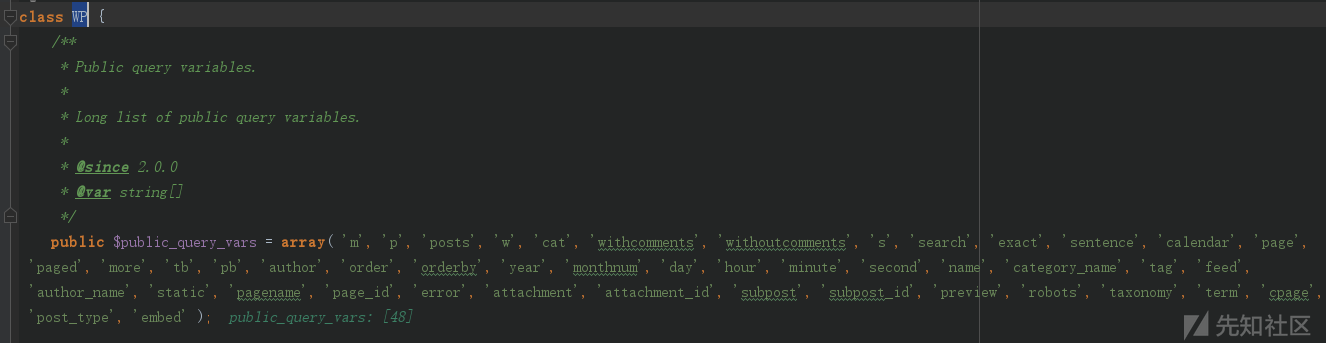 class WP {
/**
* Public query variables.
*
* Long list of public query variables.
*
* @since 2.0.0
* @var string[]
*/
public $public_query_vars = array( 'm', 'p', 'posts', 'w', 'cat', 'withcomments', 'withoutcomments', 's', 'search', 'exact', 'sentence', 'calendar', 'page',
'paged', 'more', 'tb', 'pb', 'author', 'order', 'orderby', 'year', 'monthnum', 'day', 'hour', 'minute', 'second', 'name', 'category_name', 'tag', 'feed',
'author_name', 'static', 'pagename', 'page_id', 'error', 'attachment', 'attachment_id', 'subpost', 'subpost_id', 'preview', 'robots', 'taxonomy', 'term', 'cpage',
'post_type', 'embed' ); public_query_vars: [48]
先知社区